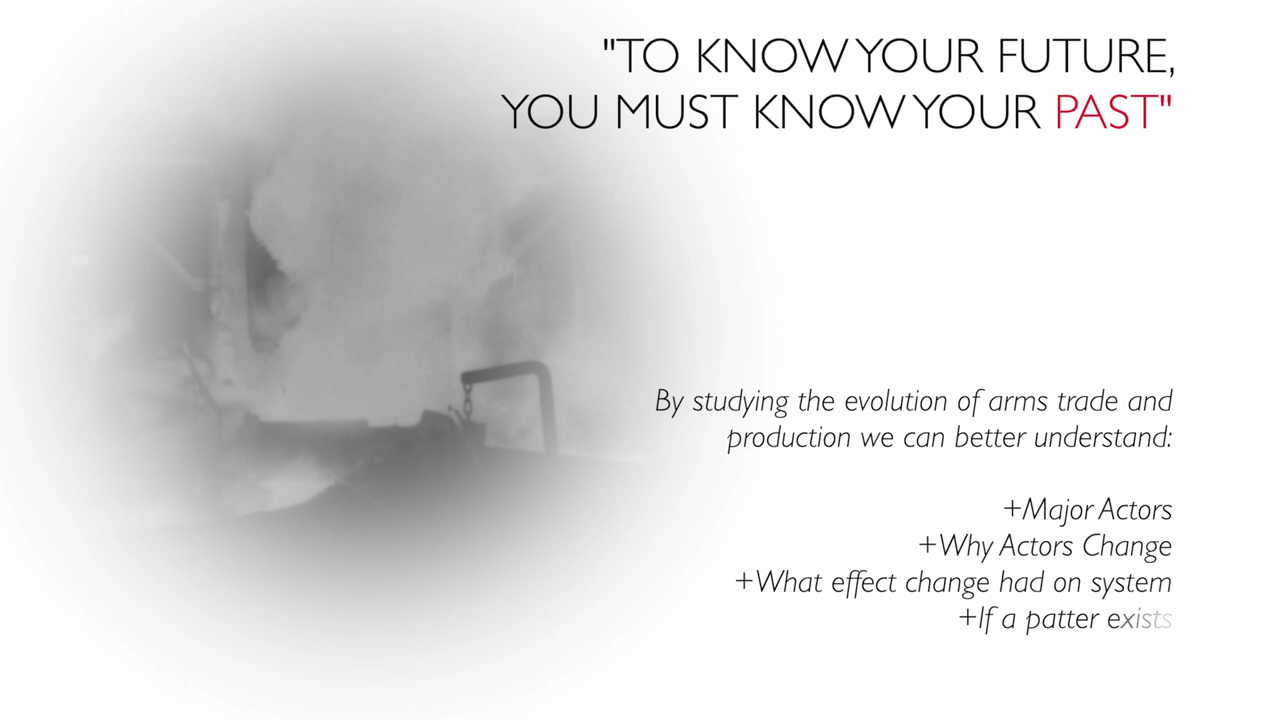 "TO KNOW YOUR FUTURE,
YOU MUST KNOW YOUR PAST"
By studying the evolution of arms trade and
production we can better understand:
+Major Actors
+Why Actors Change
+What effect change had on system
+If a patter exists